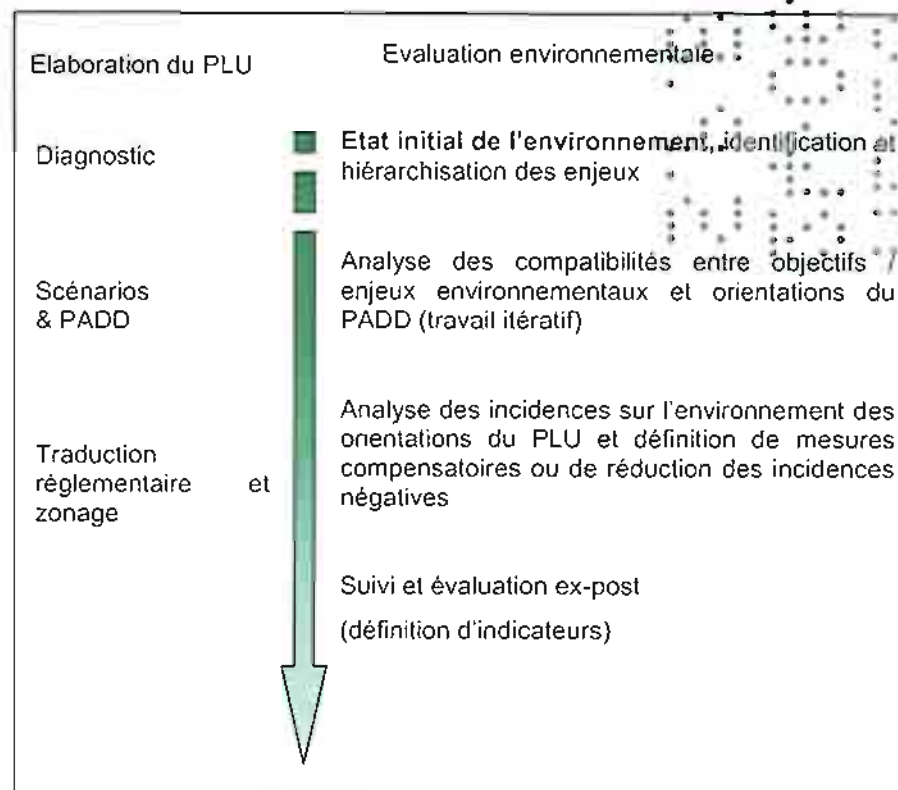 Elaboration du PLU
Evaluation environnementale
Diagnostic
Etat initial de l'environnement, identification et
hiérarchisation des enjeux
Scénarios
& PADD
Analyse des compatibilités entre objectifs /
enjeux environnementaux et orientations du
PADD (travail itératif)
Traduction
règlementaire et
zonage
Analyse des incidences sur l'environnement des
orientations du PLU et définition de mesures
compensatoires ou de réduction des incidences
négatives
Suivi et évaluation ex-post
(définition d'indicateurs)